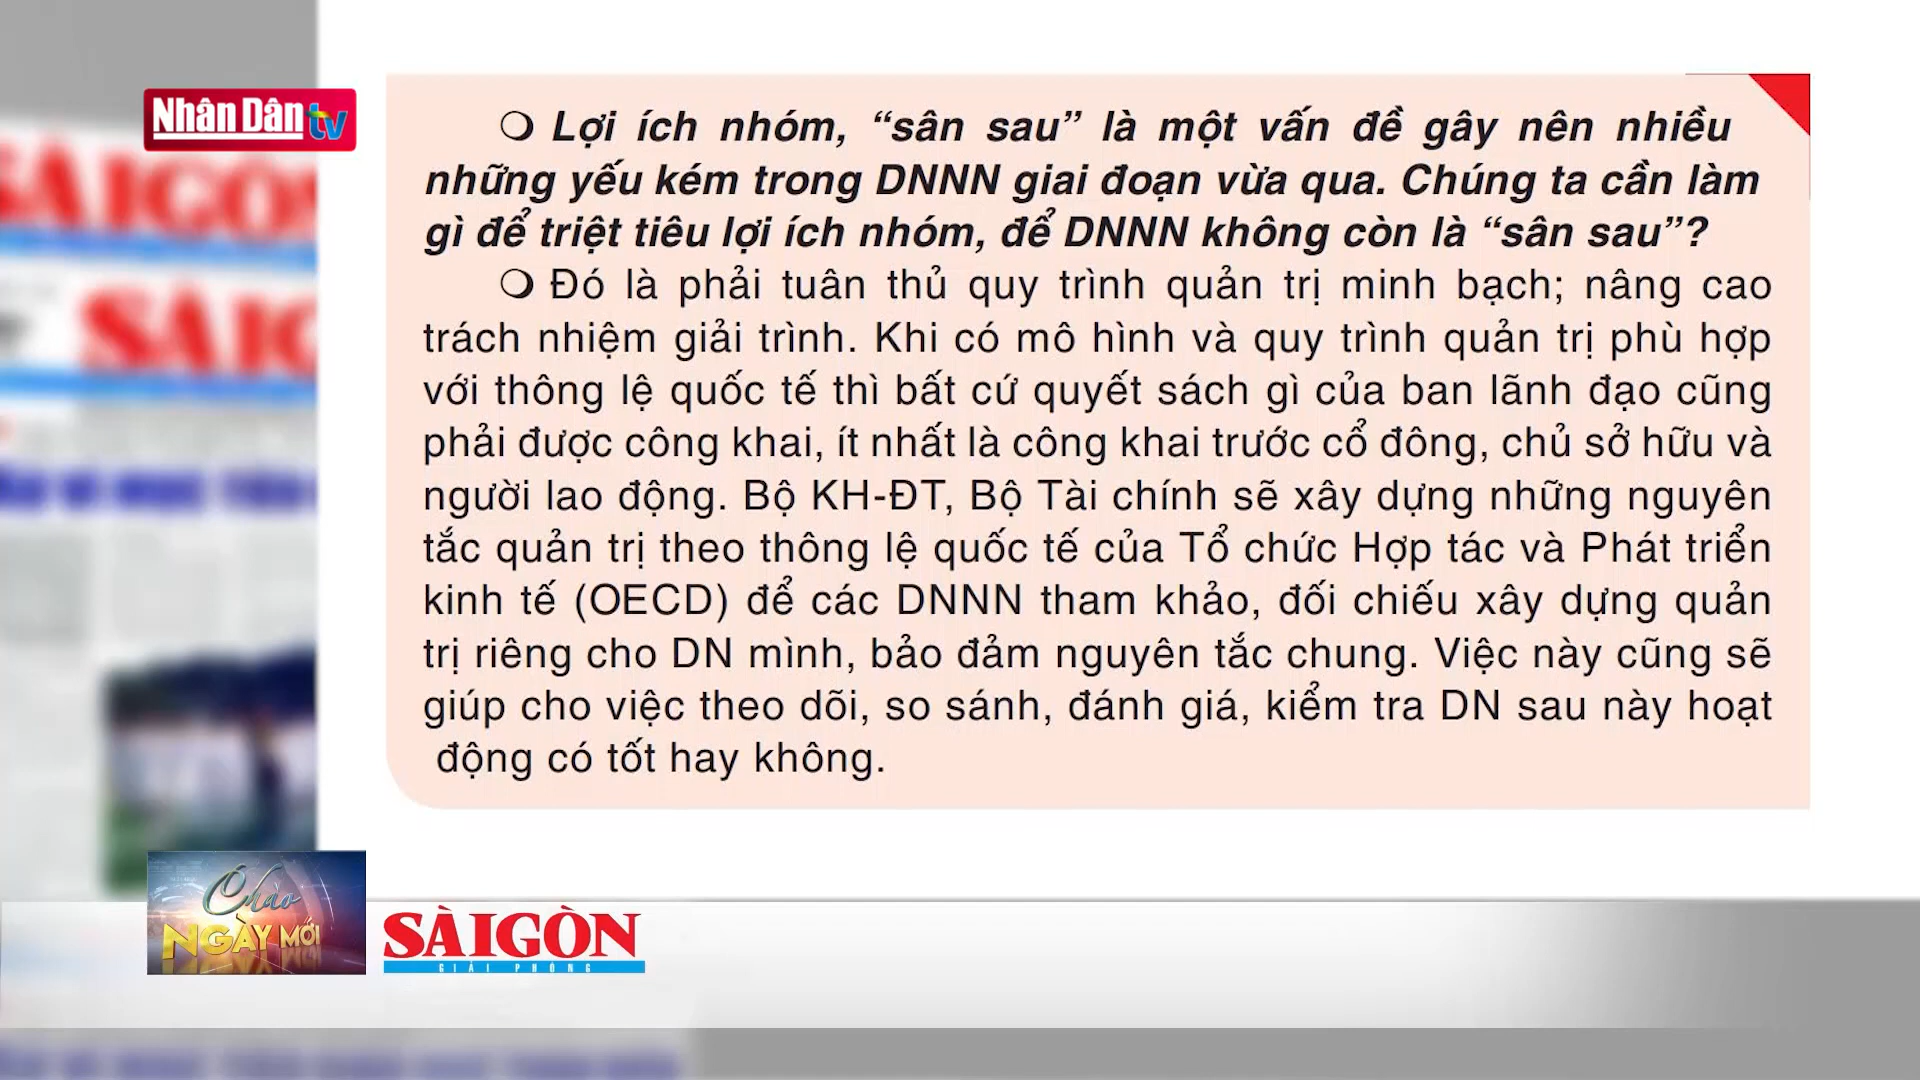 Nhân Dân tv
❍ Lợi ích nhóm, “sân sau” là một vấn đề gây nên nhiều
những yếu kém trong DNNN giai đoạn vừa qua. Chúng ta cần làm
gì để triệt tiêu lợi ích nhóm, để DNNN không còn là “sân sau”?
❍ Đó là phải tuân thủ quy trình quản trị minh bạch; nâng cao
trách nhiệm giải trình. Khi có mô hình và quy trình quản trị phù hợp
với thông lệ quốc tế thì bất cứ quyết sách gì của ban lãnh đạo cũng
phải được công khai, ít nhất là công khai trước cổ đông, chủ sở hữu và
người lao động. Bộ KH-ĐT, Bộ Tài chính sẽ xây dựng những nguyên
tắc quản trị theo thông lệ quốc tế của Tổ chức Hợp tác và Phát triển
kinh tế (OECD) để các DNNN tham khảo, đối chiếu xây dựng quản
trị riêng cho DN mình, bảo đảm nguyên tắc chung. Việc này cũng sẽ
giúp cho việc theo dõi, so sánh, đánh giá, kiểm tra DN sau này hoạt
động có tốt hay không.
SÀIGÒ
SÀIG
Chào
NGÀY MỚI
SÀIGÒN
GIẢI PHÓNG